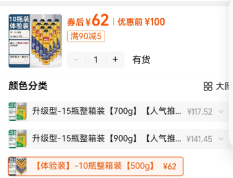 10瓶装
体验装
券后 ¥62 优惠前 ¥100
满90减5
− 1 + 有货
颜色分类
大图
升级型-15瓶整箱装【700g】【人气推... ¥117.52
升级型-15瓶整箱装【900g】【人气推... ¥141.45
【体验装】-10瓶整箱装【500g】 ¥62